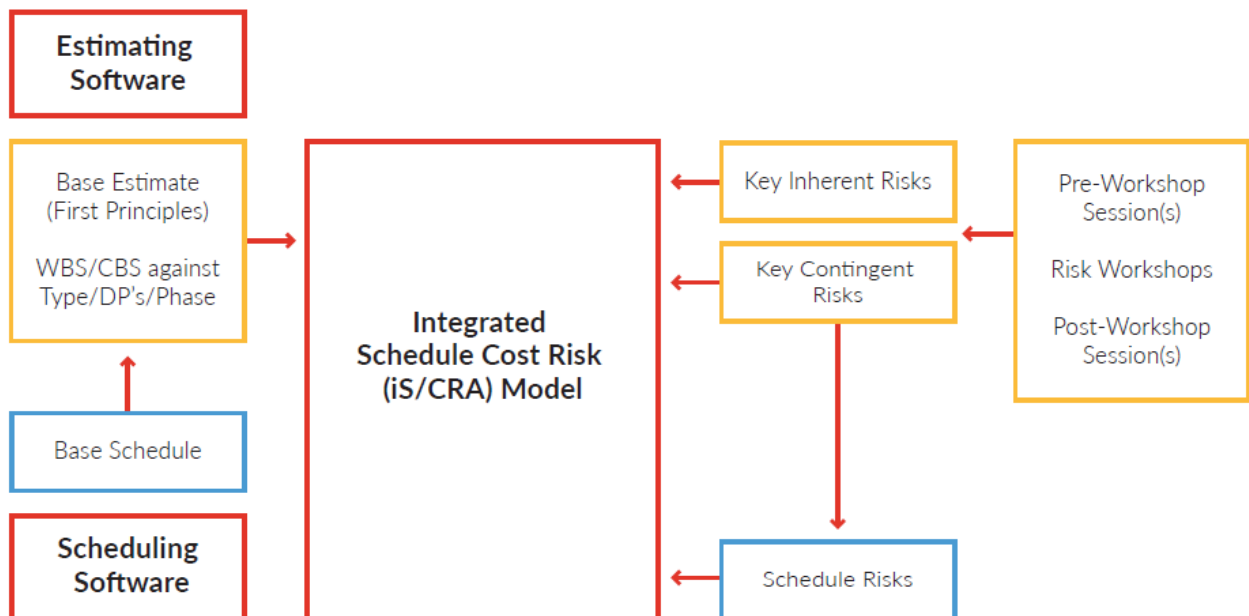 Estimating
Software
Base Estimate
(First Principles)
WBS/CBS against
Type/DP's/Phase
Base Schedule
Scheduling
Software
Integrated
Schedule Cost Risk
(iS/CRA) Model
Key Inherent Risks
Key Contingent
Risks
Schedule Risks
Pre-Workshop
Session(s)
Risk Workshops
Post-Workshop
Session(s)